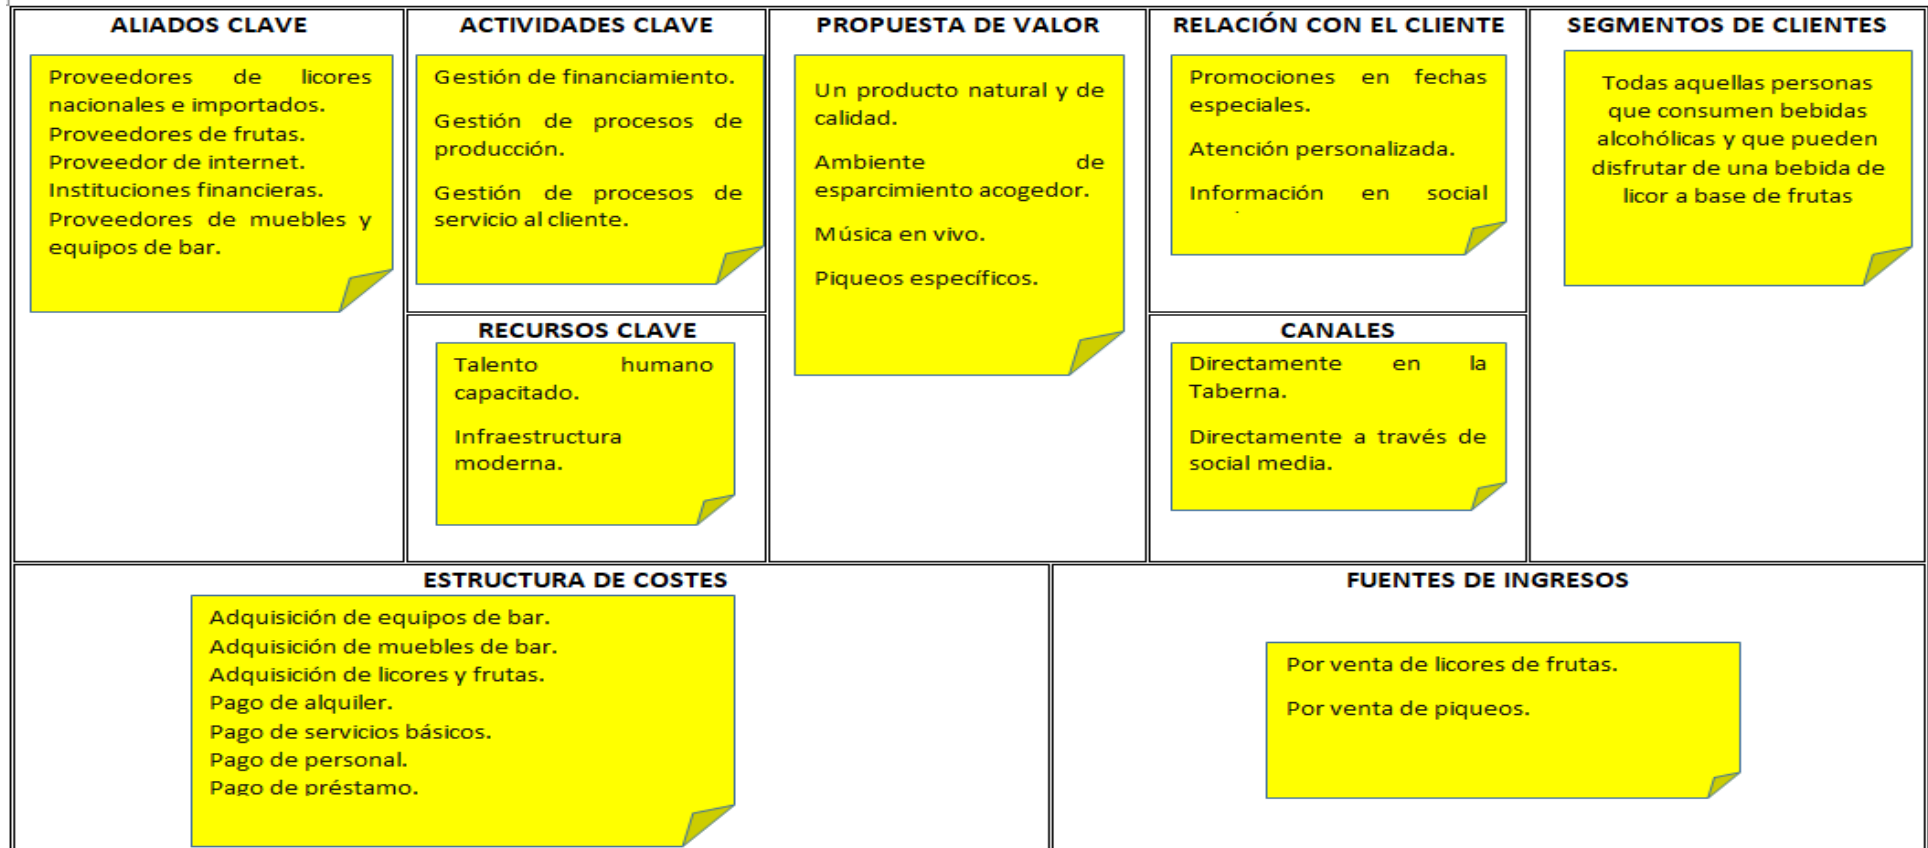 ALIADOS CLAVE
Proveedores de licores
nacionales e importados.
Proveedores de frutas.
Proveedor de internet.
Instituciones financieras.
Proveedores de muebles y
equipos de bar.
ACTIVIDADES CLAVE
Gestión de financiamiento.
Gestión de procesos de
producción.
Gestión de procesos de
servicio al cliente.
RECURSOS CLAVE
Talento humano
capacitado.
Infraestructura
moderna.
PROPUESTA DE VALOR
Un producto natural y de
calidad.
Ambiente de
esparcimiento acogedor.
Música en vivo.
Piqueos específicos.
RELACIÓN CON EL CLIENTE
Promociones en fechas
especiales.
Atención personalizada.
Información en social
CANALES
Directamente en la
Taberna.
Directamente a través de
social media.
SEGMENTOS DE CLIENTES
Todas aquellas personas
que consumen bebidas
alcohólicas y que pueden
disfrutar de una bebida de
licor a base de frutas
ESTRUCTURA DE COSTES
Adquisición de equipos de bar.
Adquisición de muebles de bar.
Adquisición de licores y frutas.
Pago de alquiler.
Pago de servicios básicos.
Pago de personal.
Pago de préstamo.
FUENTES DE INGRESOS
Por venta de licores de frutas.
Por venta de piqueos.